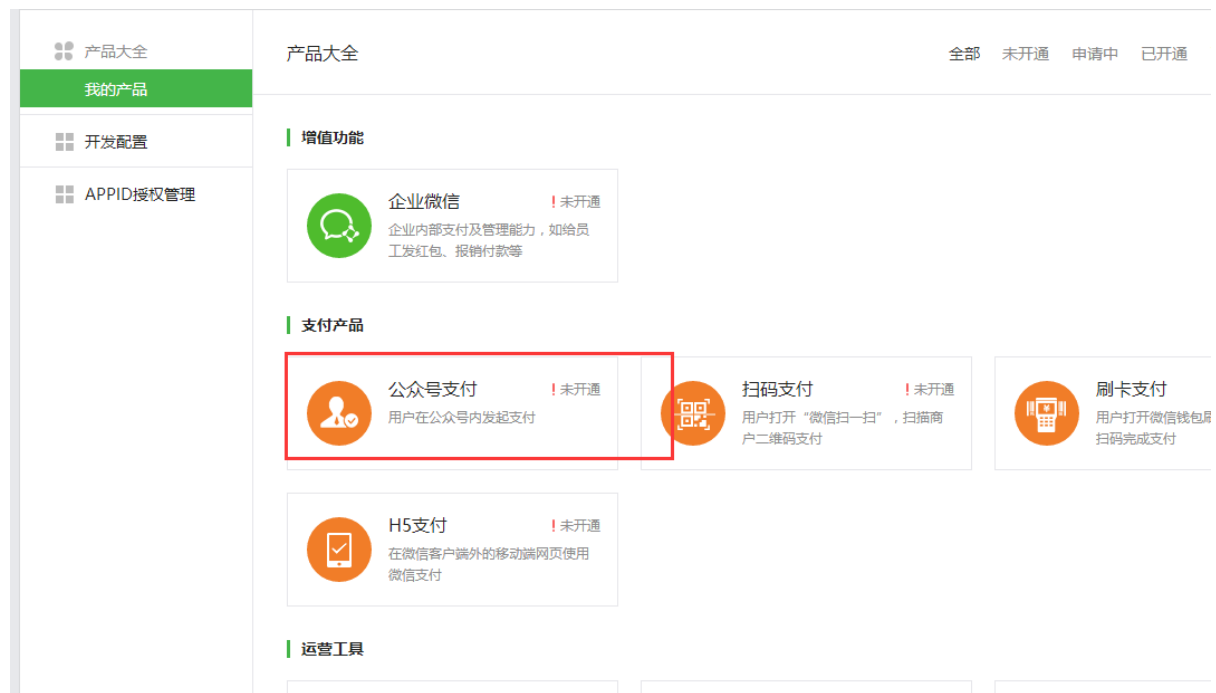 产品大全
我的产品
开发配置
APPID授权管理
产品大全
全部 未开通 申请中 已开通
增值功能
企业微信 !未开通
企业内部支付及管理能力，如给员
工发红包、报销付款等
支付产品
公众号支付 !未开通
用户在公众号内发起支付
扫码支付 !未开通
用户打开“微信扫一扫”，扫描商
户二维码支付
刷卡支付
用户打开微信钱包刷
扫码完成支付
H5支付 !未开通
在微信客户端外的移动端网页使用
微信支付
运营工具